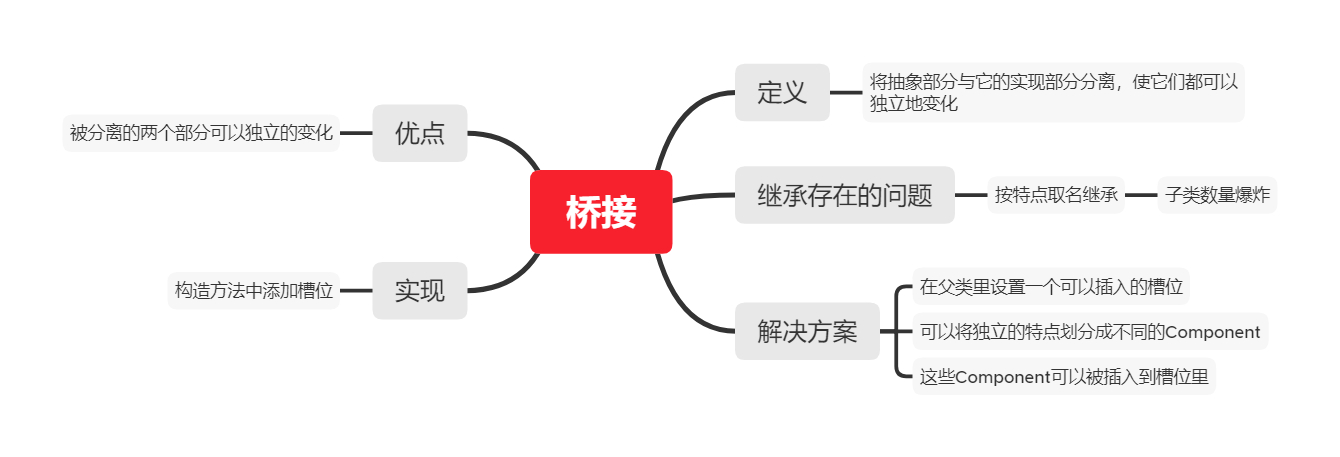 桥接
定义
将抽象部分与它的实现部分分离，使它们都可以
独立地变化
继承存在的问题
按特点取名继承
子类数量爆炸
解决方案
在父类里设置一个可以插入的槽位
可以将独立的特点划分成不同的Component
这些Component可以被插入到槽位里
优点
被分离的两个部分可以独立的变化
实现
构造方法中添加槽位